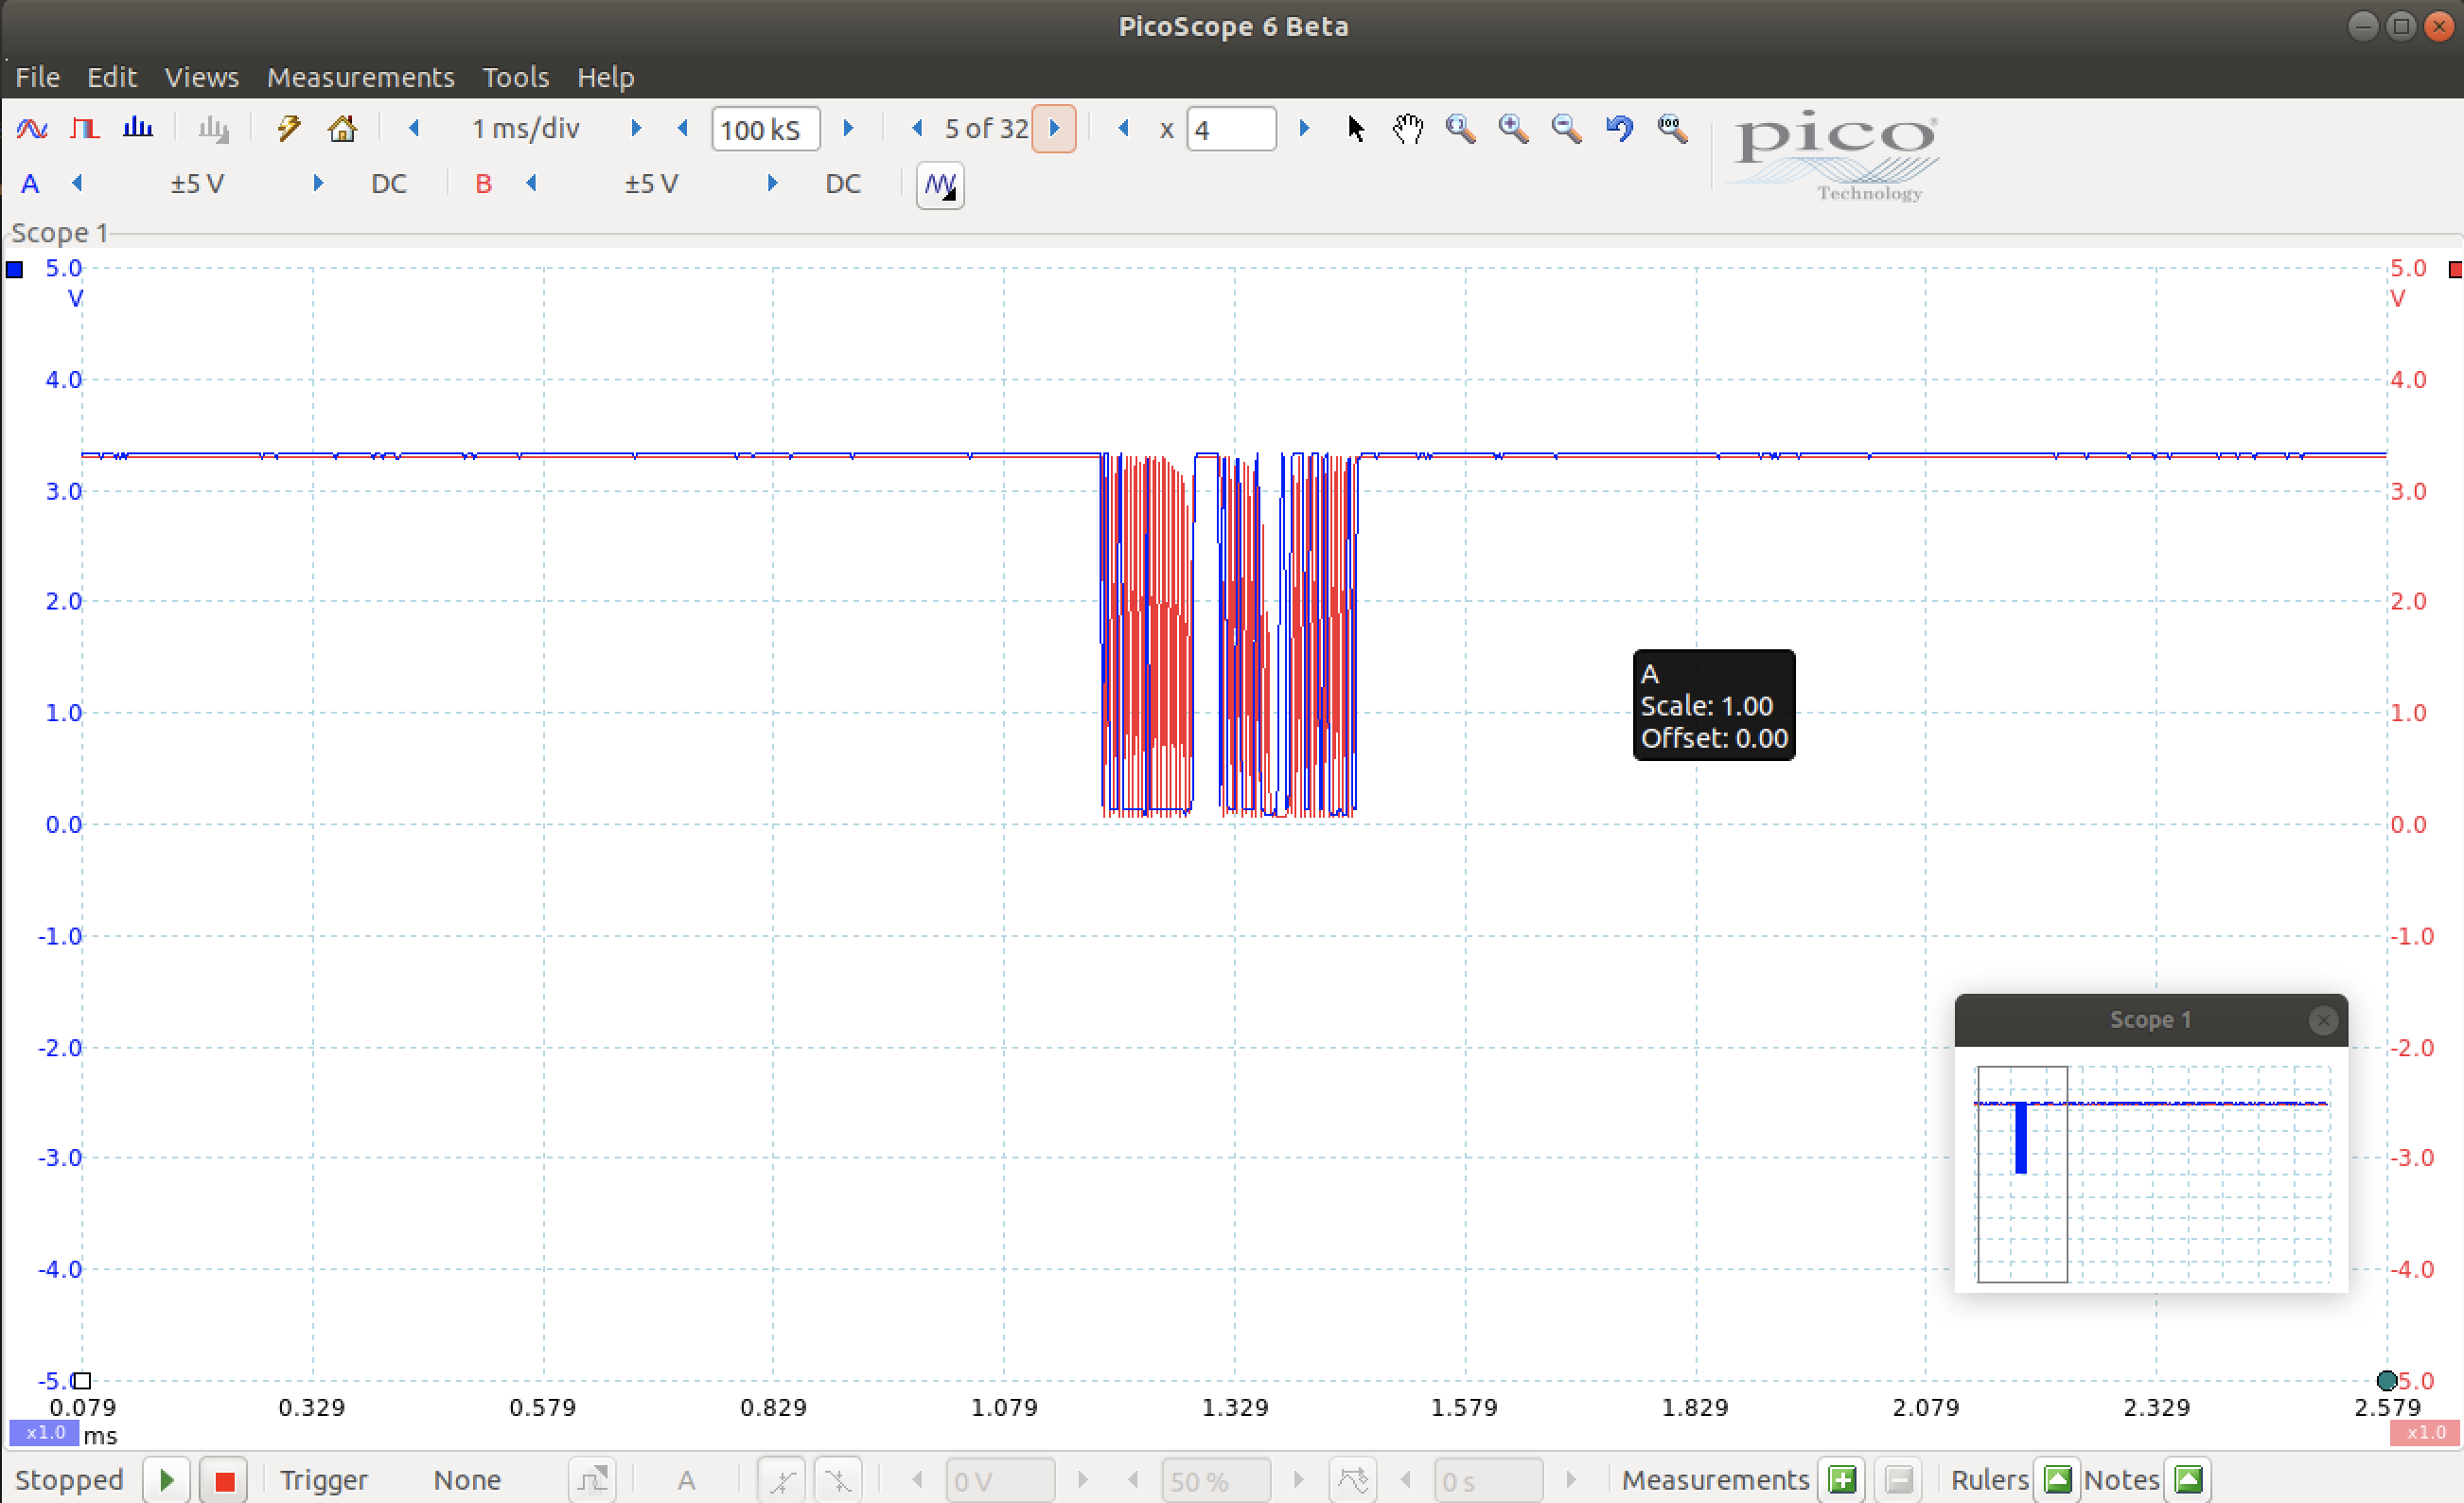 PicoScope 6 Beta
File Edit Views Measurements Tools Help
1 ms/div 100 kS 5 of 32 x 4
pico®
Technology
A ±5 V DC B ±5 V DC
Scope 1
5.0 5.0
V V
4.0 4.0
3.0 3.0
2.0 2.0
1.0 1.0
0.0 0.0
-1.0 -1.0
-2.0 -2.0
-3.0 -3.0
-4.0 -4.0
-5.0 5.0
A
Scale: 1.00
Offset: 0.00
Scope 1
0.079 0.329 0.579 0.829 1.079 1.329 1.579 1.829 2.079 2.329 2.579
x1.0 ms x1.0
Stopped Trigger None A 0 V 50 % 0 s Measurements Rulers Notes